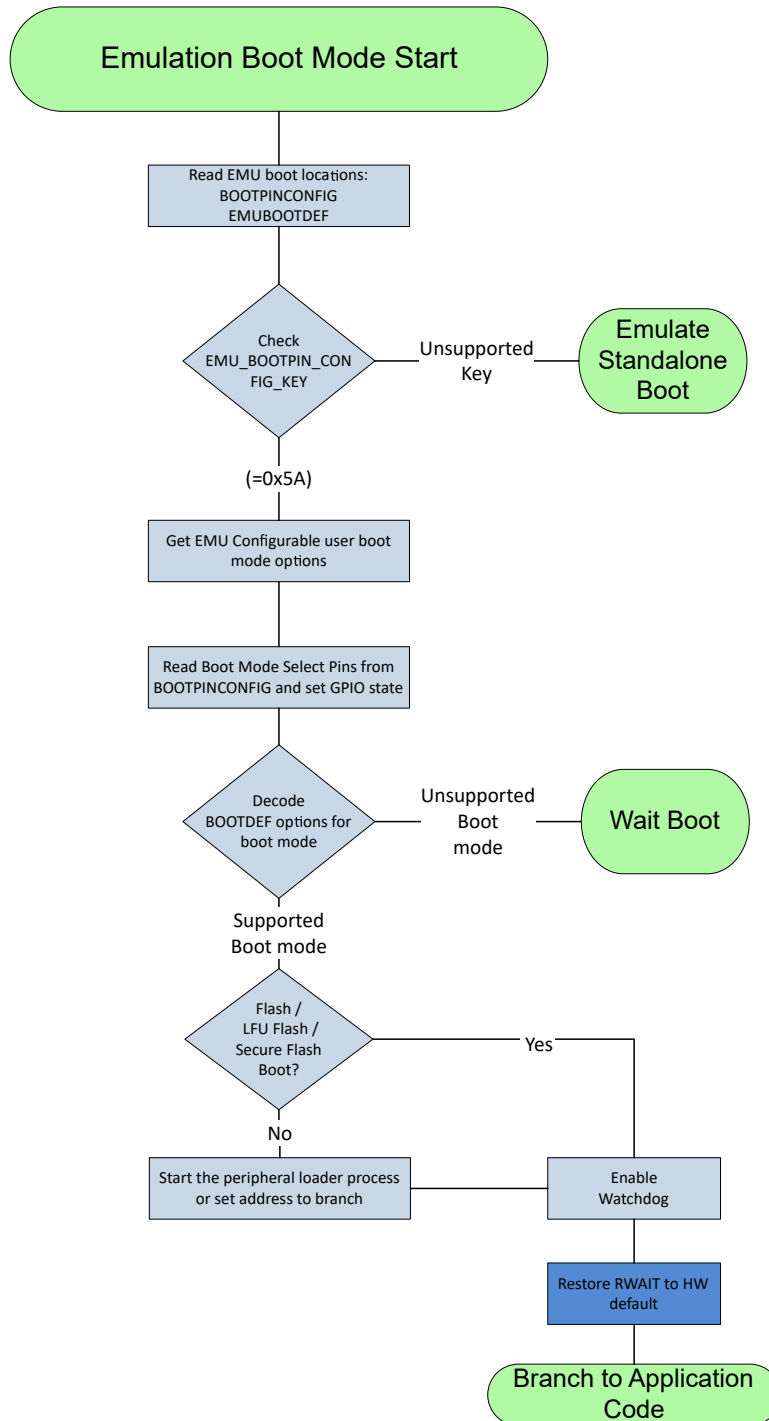 Emulation Boot Mode Start
Read EMU boot locations:
BOOTPINCONFIG
EMUBOOTDEF
Check
EMU_BOOTPIN_CON
FIG_KEY
Unsupported
Key
Emulate
Standalone
Boot
(=0x5A)
Get EMU Configurable user boot
mode options
Read Boot Mode Select Pins from
BOOTPINCONFIG and set GPIO state
Decode
BOOTDEF options for
boot mode
Unsupported
Boot
mode
Wait Boot
Supported
Boot mode
Flash /
LFU Flash /
Secure Flash
Boot?
Yes
No
Start the peripheral loader process
or set address to branch
Enable
Watchdog
Restore RWAIT to HW
default
Branch to Application
Code